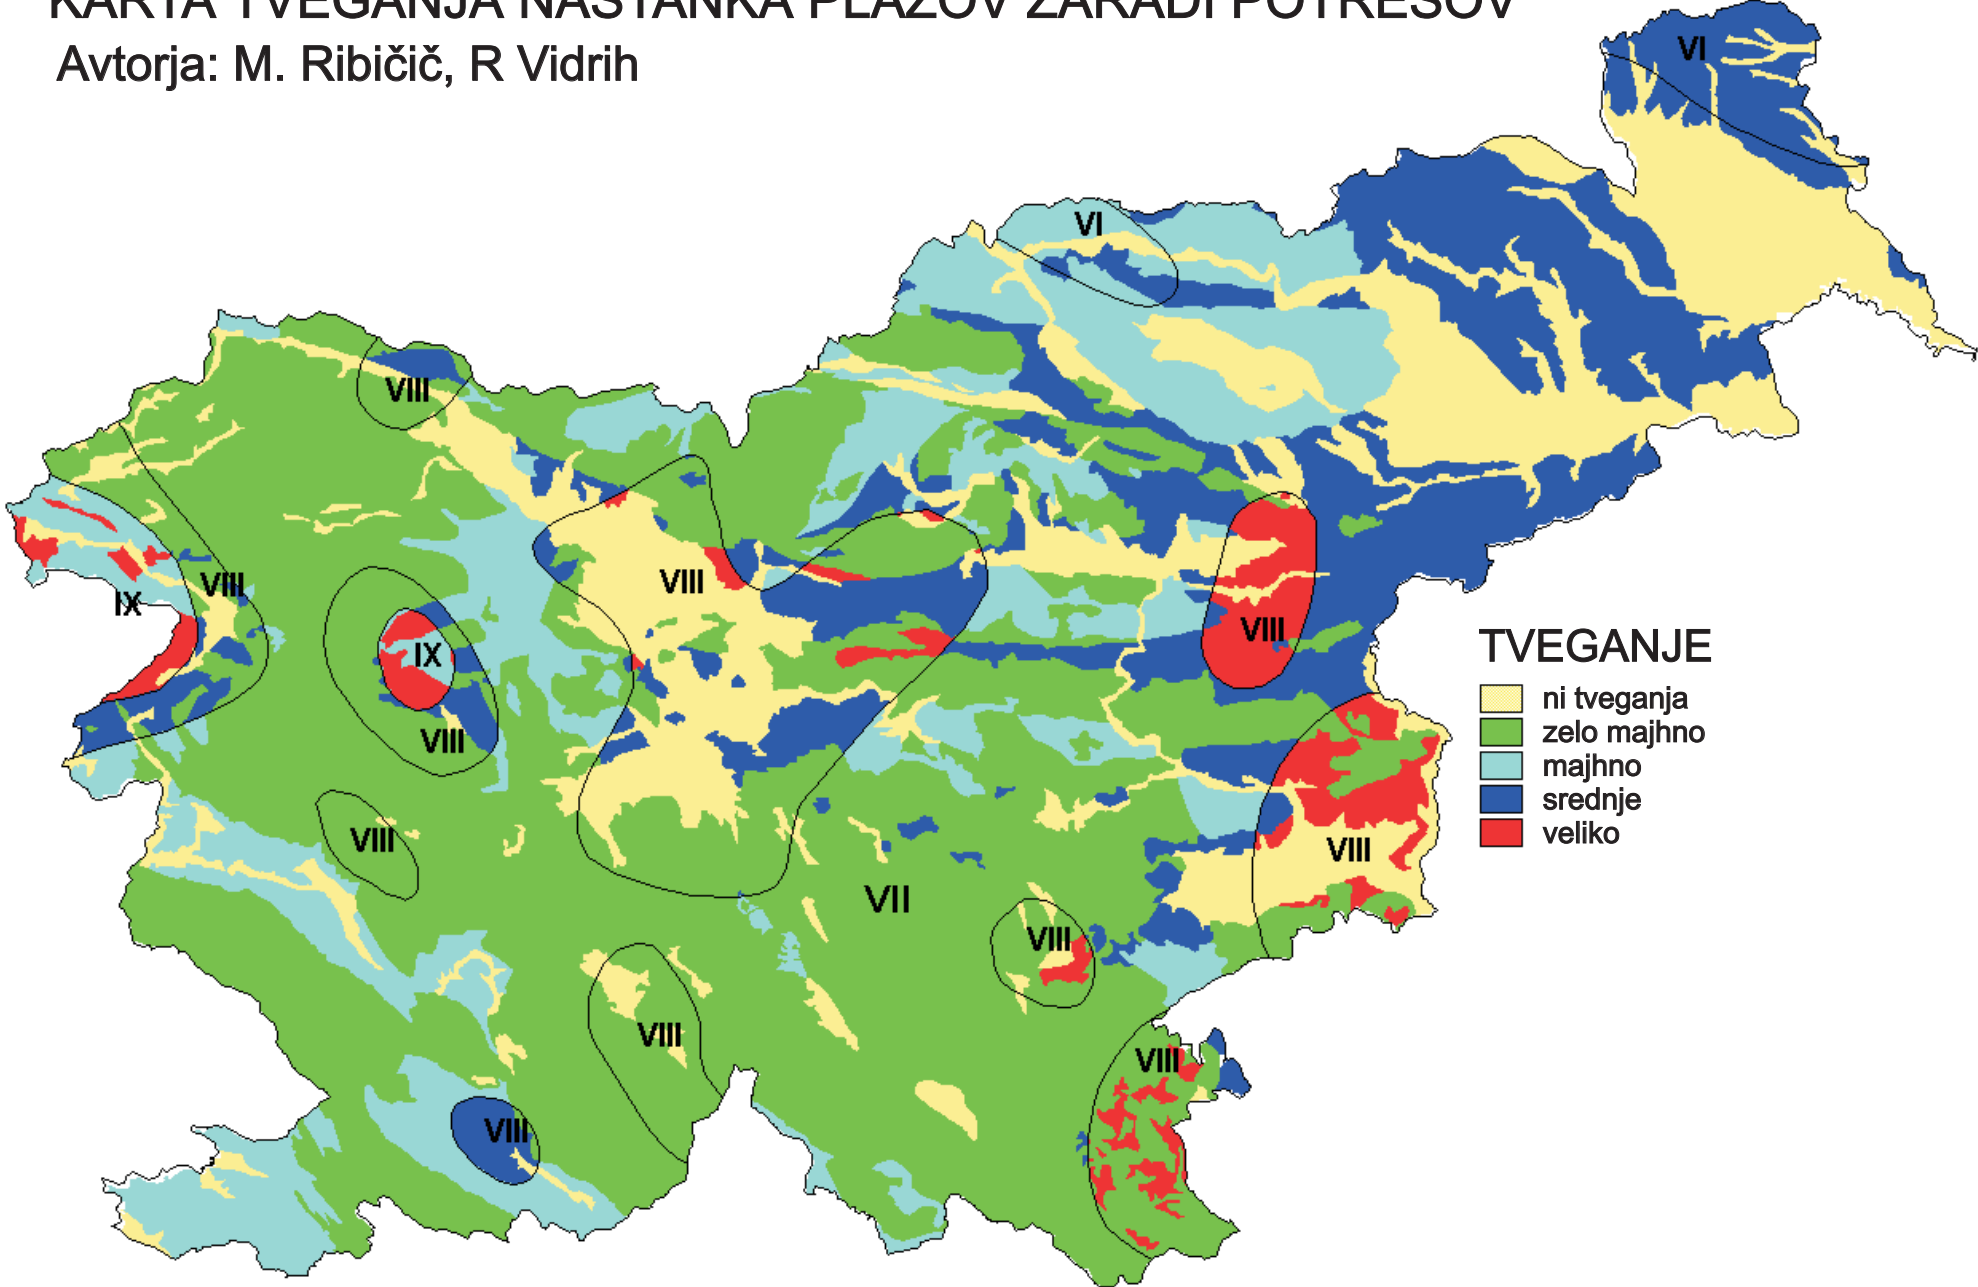 KARTA TVEGANJA NASTANKA PLAZOV ZARADI POTRESOV
Avtorja: M. Ribičič, R Vidrih
VI
VI
VIII
VIII
VIII
IX
IX
VIII
VIII
VIII
VIII
VII
VIII
VIII
VIII
VIII
VIII
TVEGANJE
ni tveganja
zelo majhno
majhno
srednje
veliko